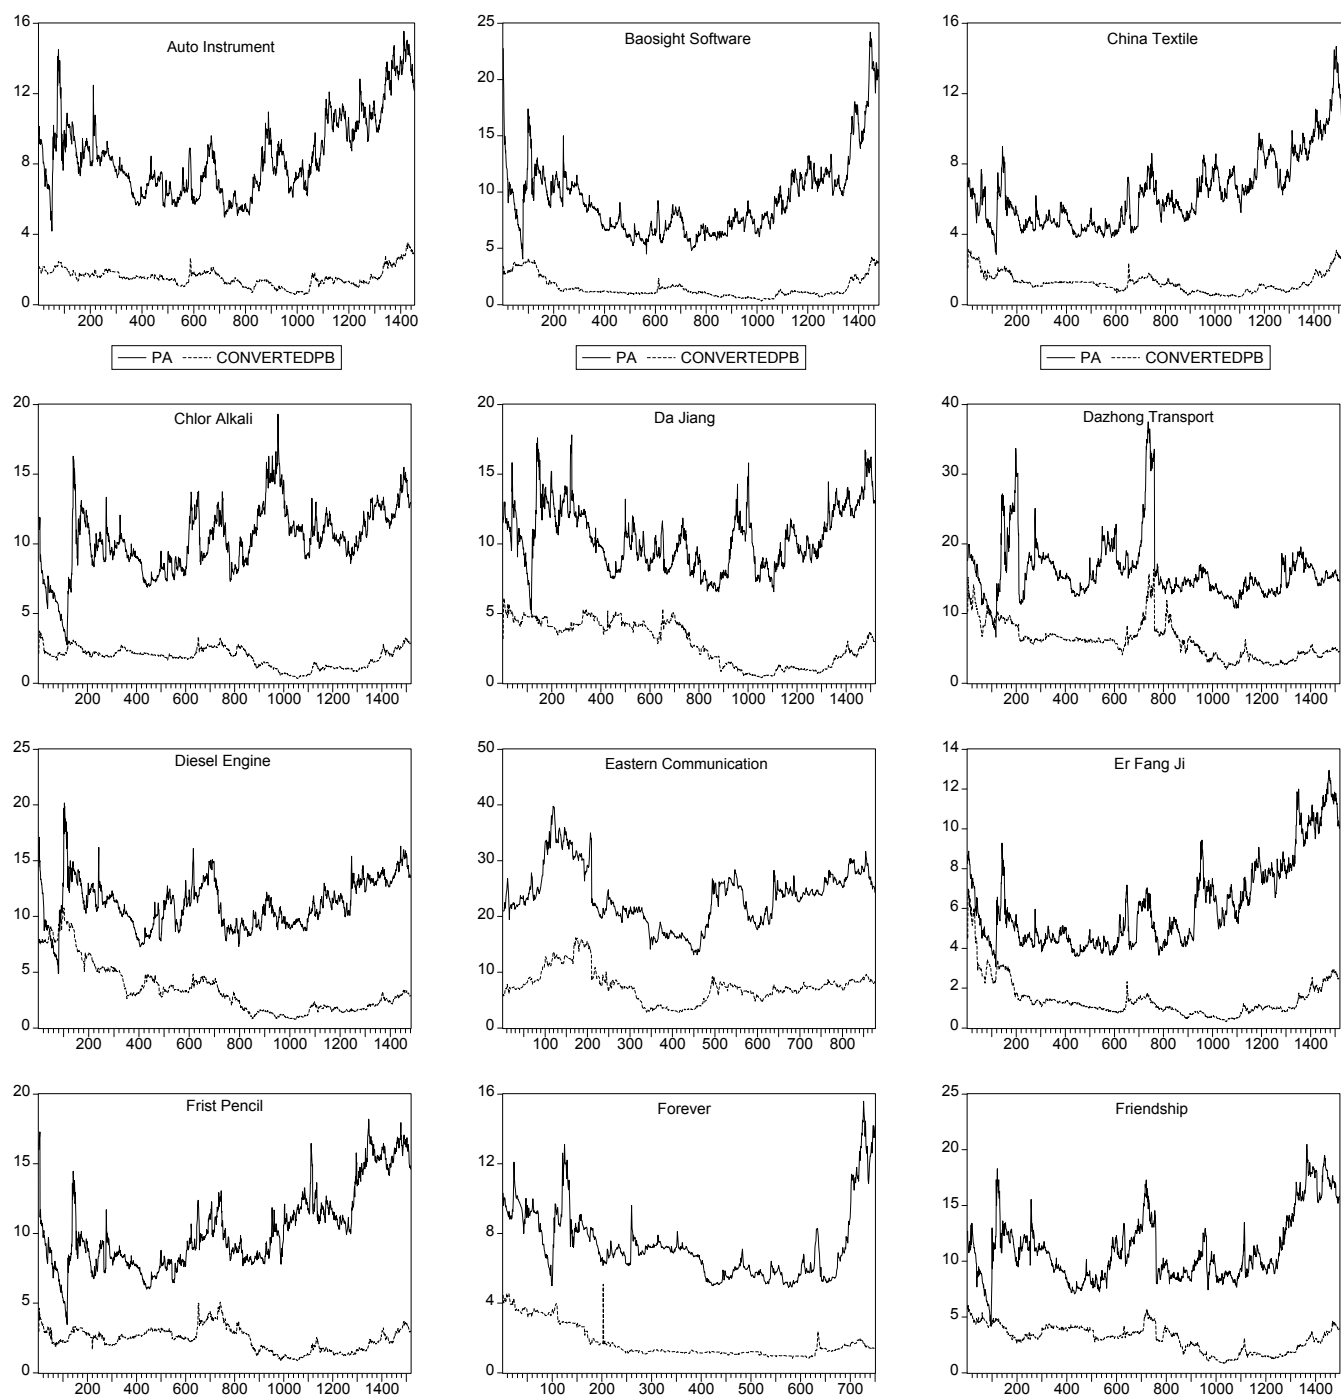 Auto Instrument
16
12
8
4
0
200 400 600 800 1000 1200 1400
PA CONVERTEDPB
Baosight Software
25
20
15
10
5
0
200 400 600 800 1000 1200 1400
PA CONVERTEDPB
China Textile
16
12
8
4
0
200 400 600 800 1000 1200 1400
PA CONVERTEDPB
Chlor Alkali
20
15
10
5
0
200 400 600 800 1000 1200 1400
Da Jiang
20
15
10
5
0
200 400 600 800 1000 1200 1400
Dazhong Transport
40
30
20
10
0
200 400 600 800 1000 1200 1400
Diesel Engine
25
20
15
10
5
0
200 400 600 800 1000 1200 1400
Eastern Communication
50
40
30
20
10
0
100 200 300 400 500 600 700 800
Er Fang Ji
14
12
10
8
6
4
2
0
200 400 600 800 1000 1200 1400
Frist Pencil
20
15
10
5
0
200 400 600 800 1000 1200 1400
Forever
16
12
8
4
0
100 200 300 400 500 600 700
Friendship
25
20
15
10
5
0
200 400 600 800 1000 1200 1400